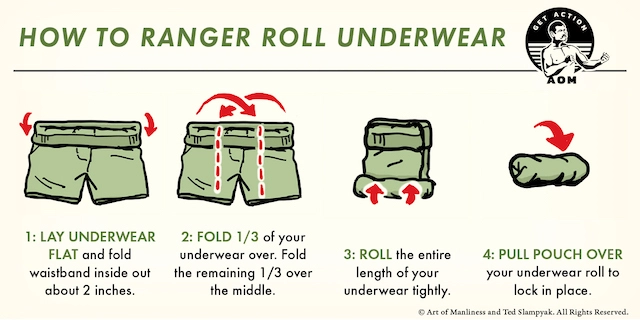 HOW TO RANGER ROLL UNDERWEAR
GET ACTION
AOM
1: LAY UNDERWEAR
FLAT and fold
waistband inside out
about 2 inches.
2: FOLD 1/3 of your
underwear over. Fold
the remaining 1/3 over
the middle.
3: ROLL the entire
length of your
underwear tightly.
4: PULL POUCH OVER
your underwear roll to
lock in place.
© Art of Manliness and Ted Slampyak. All Rights Reserved.